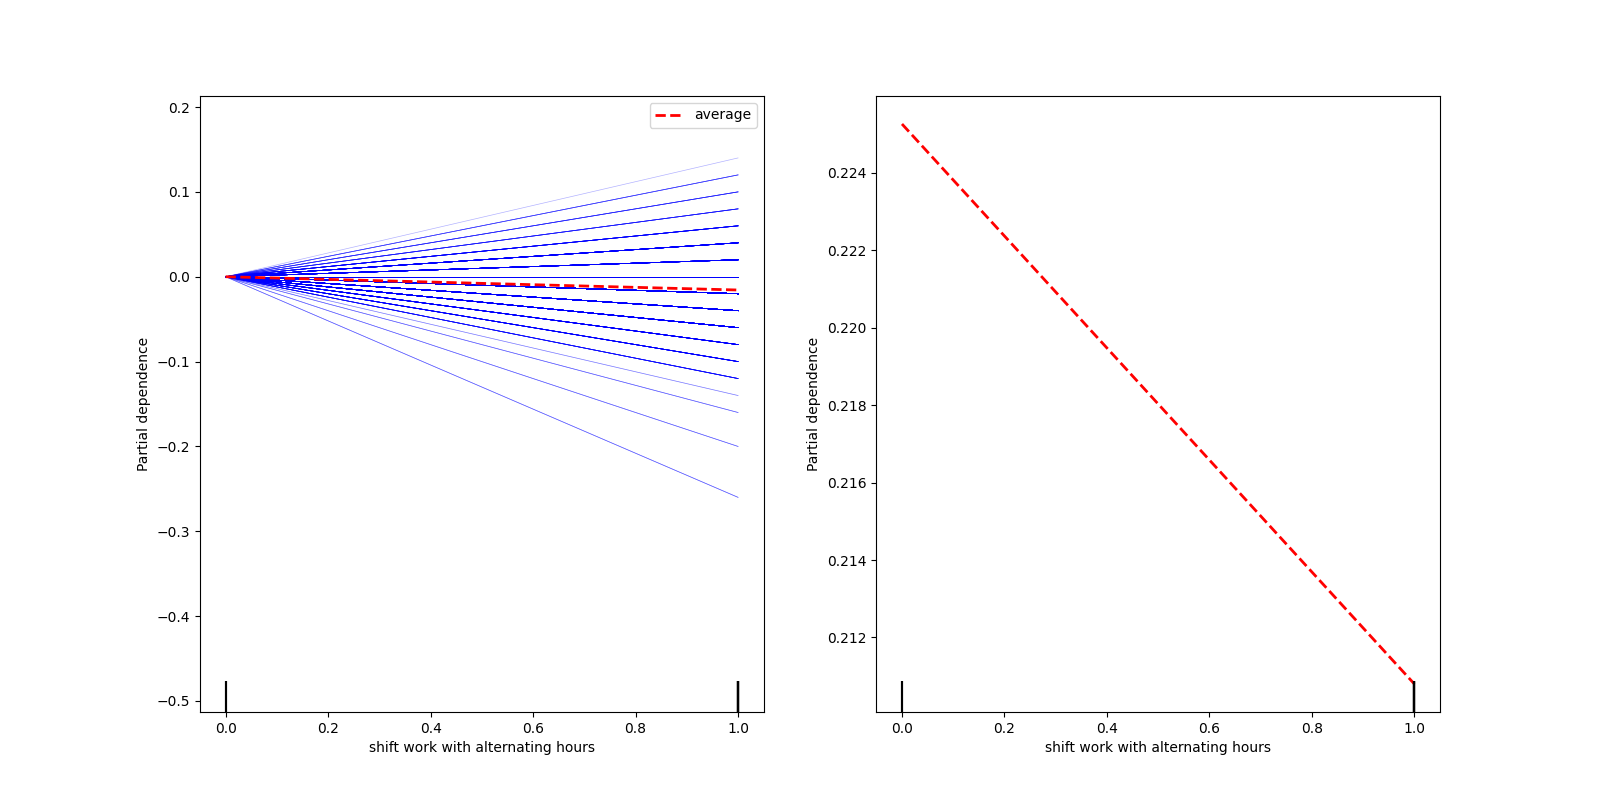 average
Partial dependence
0.2
0.1
0.0
−0.1
−0.2
−0.3
−0.4
−0.5
0.0 0.2 0.4 0.6 0.8 1.0
shift work with alternating hours
Partial dependence
0.224
0.222
0.220
0.218
0.216
0.214
0.212
0.0 0.2 0.4 0.6 0.8 1.0
shift work with alternating hours